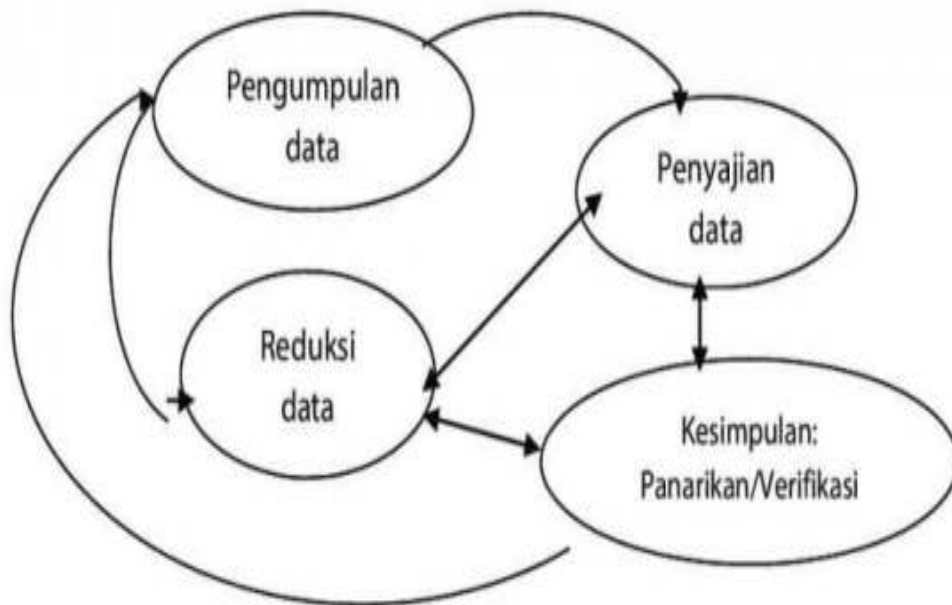 Pengumpulan
data
Penyajian
data
Reduksi
data
Kesimpulan:
Panarikan/Verifikasi